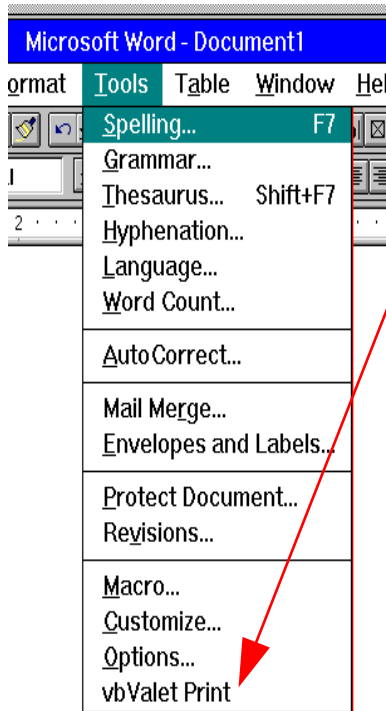 Microsoft Word - Document1
ormat Tools Table Window Hel
Spelling... F7
Grammar...
Thesaurus... Shift+F7
2
Hyphenation...
Language...
Word Count...
AutoCorrect...
Mail Merge...
Envelopes and Labels...
Protect Document...
Revisions...
Macro...
Customize...
Options...
vbValet Print